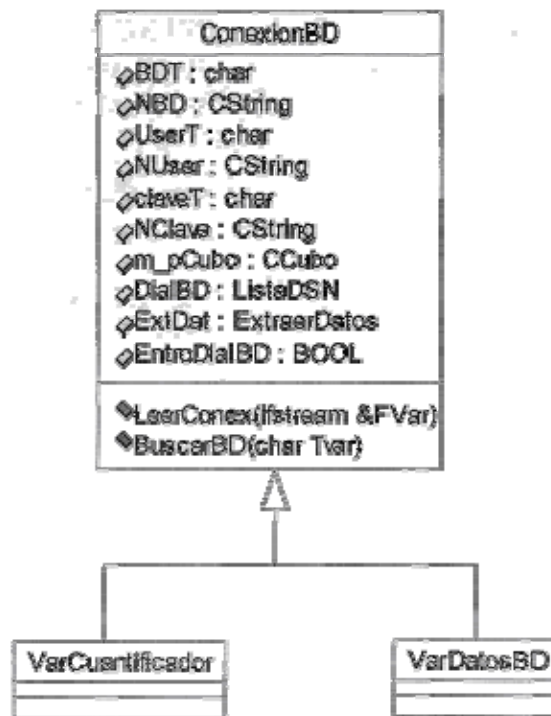 ConexionBD
BDT : char
NBD : CString
UserT : char
NUser : CString
claveT : char
NClave : CString
m_pCubo : CCubo
DialBD : ListaDSN
ExtDat : ExtraerDatos
EntroDialBD : BOOL
LeerConex(ifstream &FVar)
BuscarBD(char Tvar)
VarCuantificador
VarDatosBD